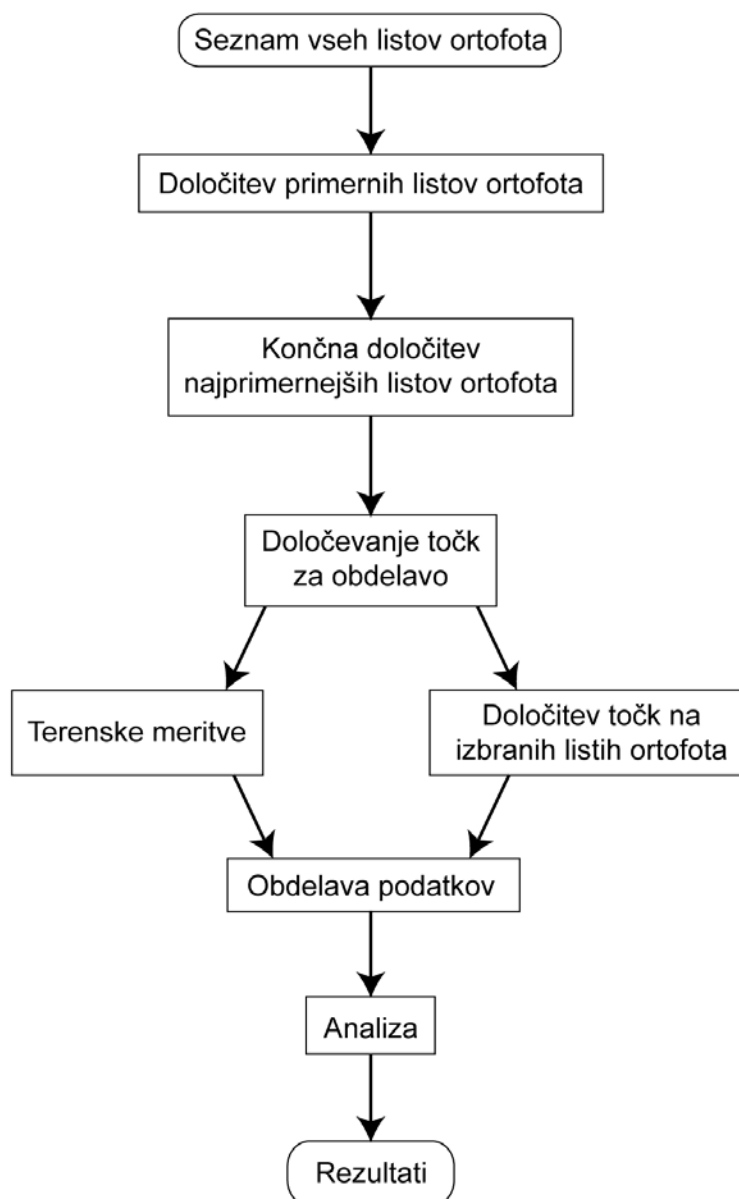 Seznam vseh listov ortofota
Določitev primernih listov ortofota
Končna določitev
najprimernejših listov ortofota
Določevanje točk
za obdelavo
Terenske meritve
Določitev točk na
izbranih listih ortofota
Obdelava podatkov
Analiza
Rezultati